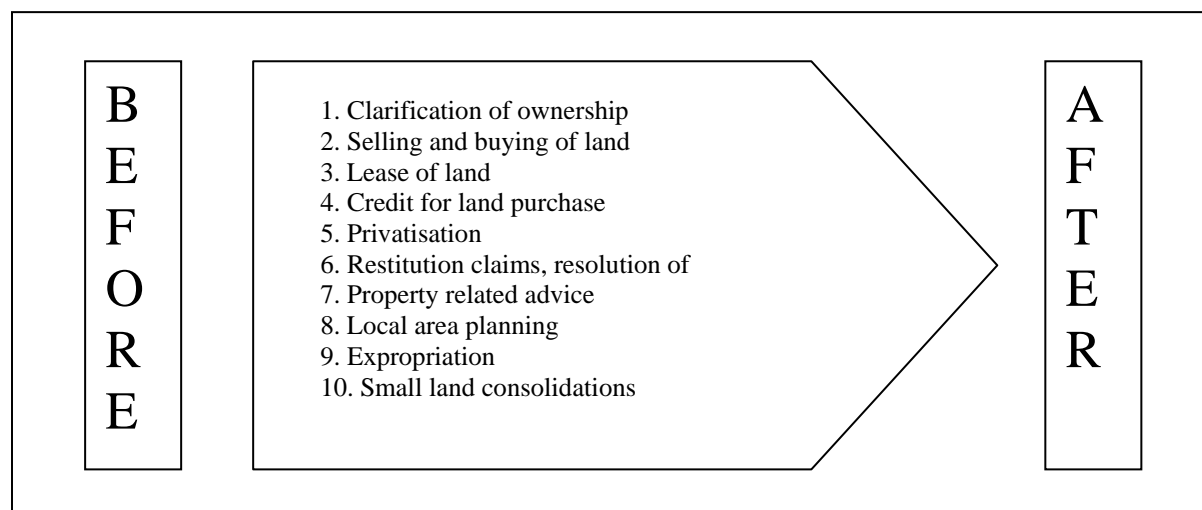 BEFORE
1. Clarification of ownership
2. Selling and buying of land
3. Lease of land
4. Credit for land purchase
5. Privatisation
6. Restitution claims, resolution of
7. Property related advice
8. Local area planning
9. Expropriation
10. Small land consolidations
AFTER